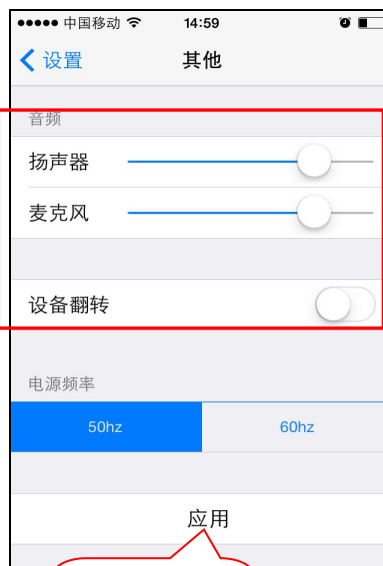 中国移动 14:59
设置 其他
音频
扬声器
麦克风
设备翻转
电源频率
50hz 60hz
应用